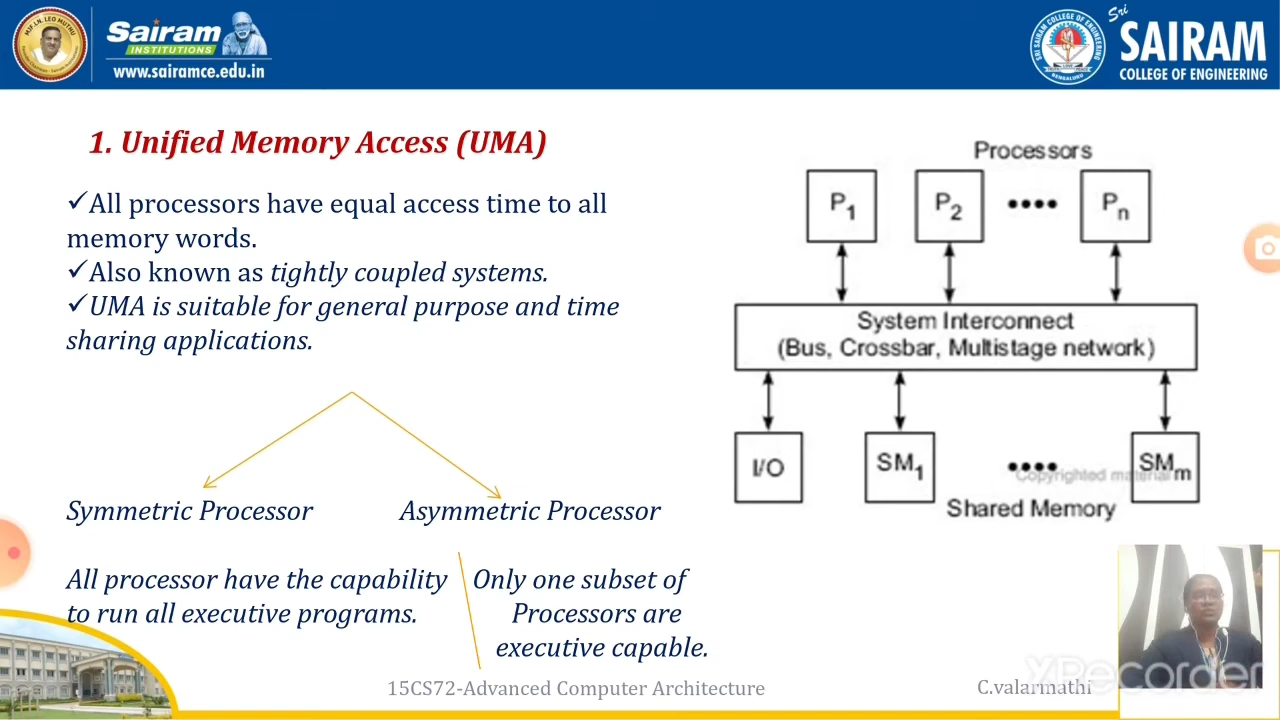 Sairam
INSTITUTIONS
www.sairamce.edu.in
Sri
SAIRAM
COLLEGE OF ENGINEERING
1. Unified Memory Access (UMA)
✓All processors have equal access time to all
memory words.
✓Also known as tightly coupled systems.
✓UMA is suitable for general purpose and time
sharing applications.
Symmetric Processor
Asymmetric Processor
All processor have the capability
to run all executive programs.
Only one subset of
Processors are
executive capable.
Processors
P1
P2
Pn
System Interconnect
(Bus, Crossbar, Multistage network)
I/O
SM1
SMm
Copyrighted material
Shared Memory
15CS72-Advanced Computer Architecture
C.valarmathi
XRecorder